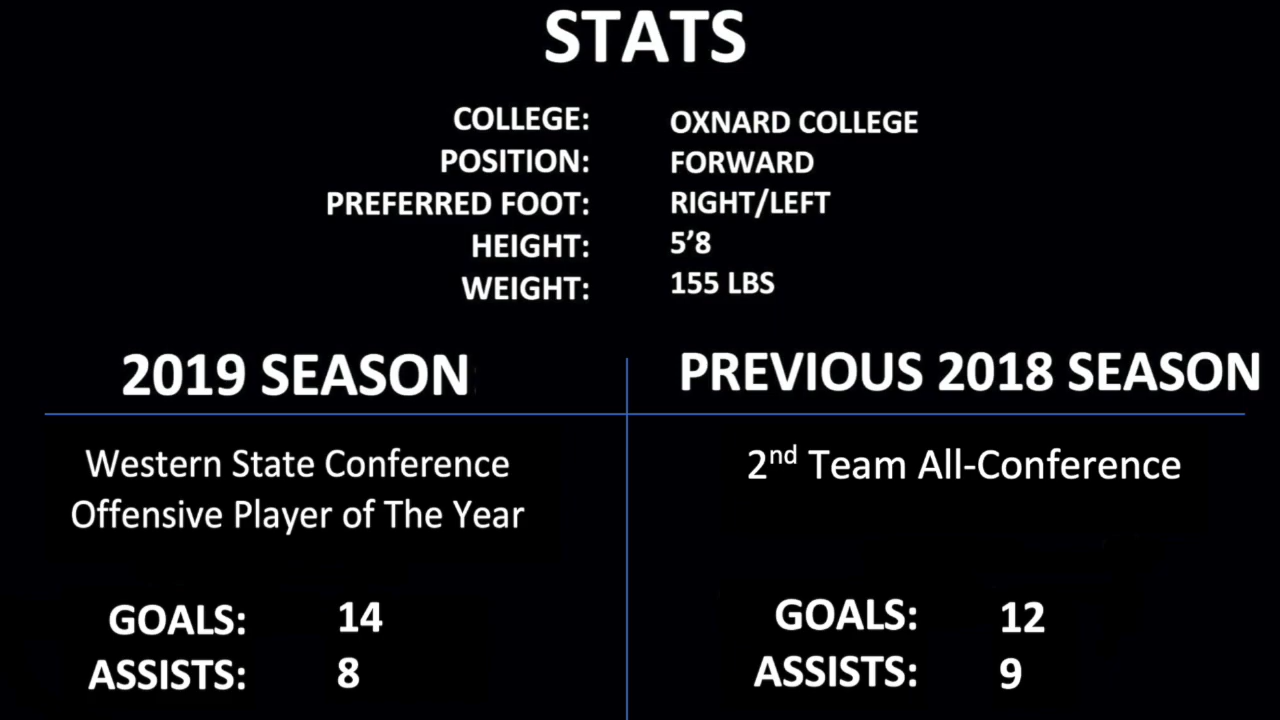 STATS
COLLEGE: OXNARD COLLEGE
POSITION: FORWARD
PREFERRED FOOT: RIGHT/LEFT
HEIGHT: 5’8
WEIGHT: 155 LBS
2019 SEASON
Western State Conference
Offensive Player of The Year
GOALS: 14
ASSISTS: 8
PREVIOUS 2018 SEASON
2nd Team All-Conference
GOALS: 12
ASSISTS: 9